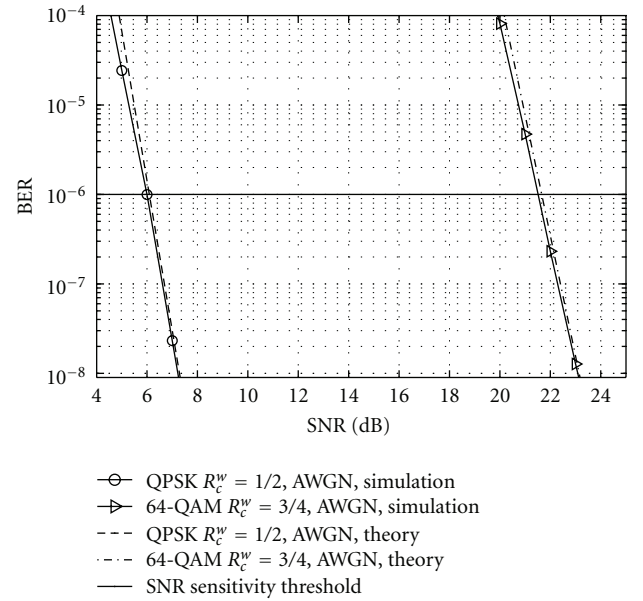 10⁻⁴
10⁻⁵
10⁻⁶
10⁻⁷
10⁻⁸
BER
4 6 8 10 12 14 16 18 20 22 24
SNR (dB)
QPSK R_c^w = 1/2, AWGN, simulation
64-QAM R_c^w = 3/4, AWGN, simulation
QPSK R_c^w = 1/2, AWGN, theory
64-QAM R_c^w = 3/4, AWGN, theory
SNR sensitivity threshold